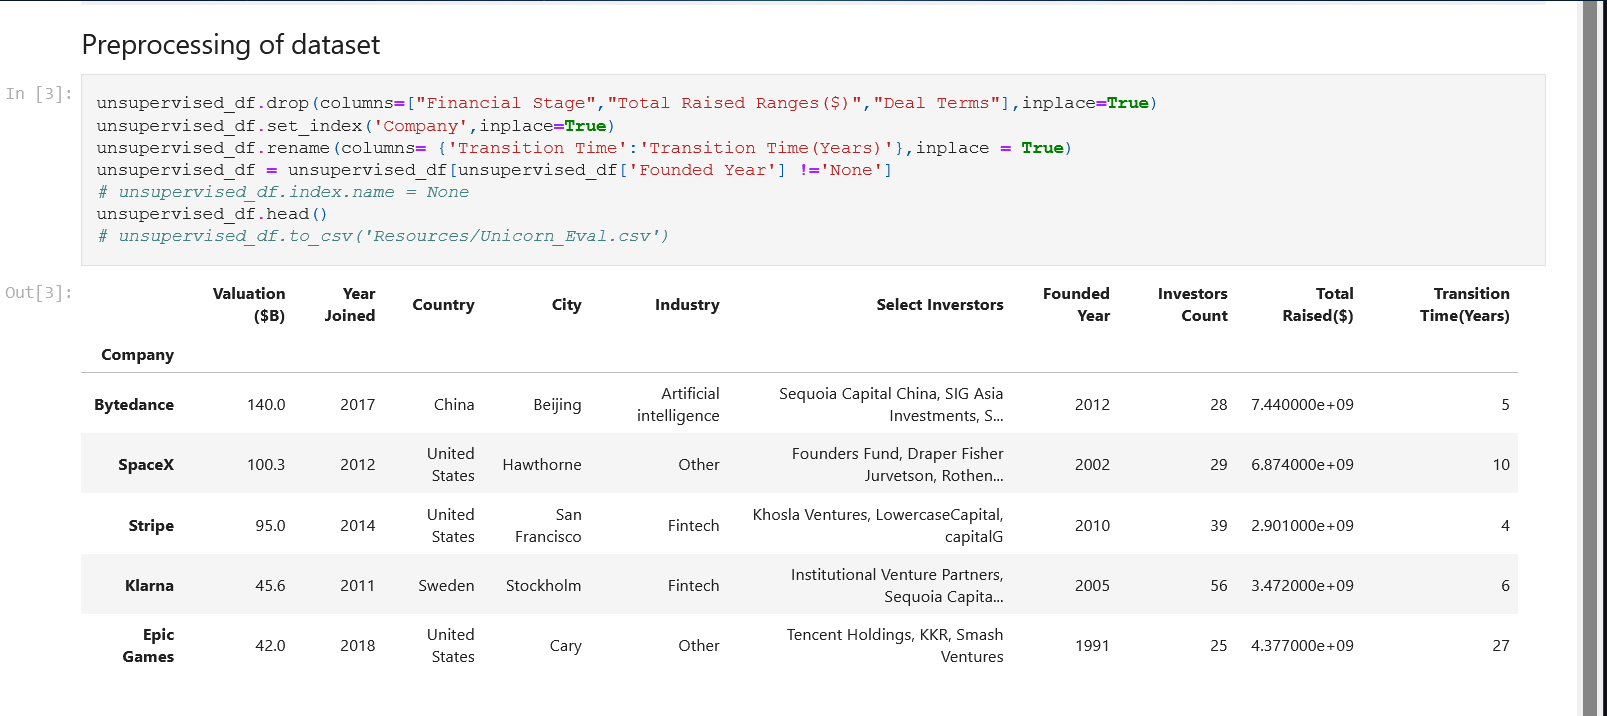 Preprocessing of dataset
In [3]:
unsupervised_df.drop(columns=["Financial Stage","Total Raised Ranges($)","Deal Terms"],inplace=True)
unsupervised_df.set_index('Company',inplace=True)
unsupervised_df.rename(columns= {'Transition Time':'Transition Time(Years)'},inplace = True)
unsupervised_df = unsupervised_df[unsupervised_df['Founded Year'] !='None']
# unsupervised_df.index.name = None
unsupervised_df.head()
# unsupervised_df.to_csv('Resources/Unicorn_Eval.csv')
Out[3]:
Valuation Year Country City Industry Select Inverstors Founded Investors Total Transition
($B) Joined Year Count Raised($) Time(Years)
Company
Artificial Sequoia Capital China, SIG Asia
Bytedance 140.0 2017 China Beijing intelligence Investments, S... 2012 28 7.440000e+09 5
United Founders Fund, Draper Fisher
SpaceX 100.3 2012 States Hawthorne Other Jurvetson, Rothen... 2002 29 6.874000e+09 10
United San Khosla Ventures, LowercaseCapital,
Stripe 95.0 2014 States Francisco Fintech capitalG 2010 39 2.901000e+09 4
Institutional Venture Partners,
Klarna 45.6 2011 Sweden Stockholm Fintech Sequoia Capita... 2005 56 3.472000e+09 6
Epic United Tencent Holdings, KKR, Smash
Games 42.0 2018 States Cary Other Ventures 1991 25 4.377000e+09 27